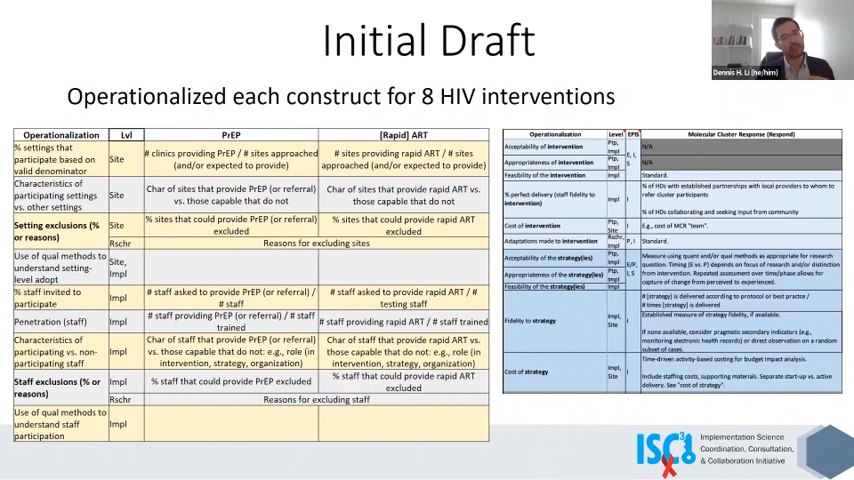 Initial Draft
Dennis H. Li (he/him)
Operationalized each construct for 8 HIV interventions
Operationalization Lvl PrEP [Rapid] ART
% settings that
participate based on
valid denominator
Site
# clinics providing PrEP / # sites approached
(and/or expected to provide)
# sites providing rapid ART / # sites
approached (and/or expected to provide)
Characteristics of
participating settings
vs. other settings
Site
Char of sites that provide PrEP (or referral)
vs. those capable that do not
Char of sites that provide rapid ART vs.
those capable that do not
Setting exclusions (%
or reasons)
Site
% sites that could provide PrEP (or referral)
excluded
% sites that could provide rapid ART
excluded
Rschr
Reasons for excluding sites
Use of qual methods to
understand setting-
level adopt
Site,
Impl
% staff invited to
participate
Impl
# staff asked to provide PrEP (or referral) /
# staff
# staff asked to provide rapid ART / #
testing staff
Penetration (staff)
Impl
# staff providing PrEP (or referral) / # staff
trained
# staff providing rapid ART / # staff trained
Characteristics of
participating vs. non-
participating staff
Impl
Char of staff that provide PrEP (or referral)
vs. those capable that do not: e.g., role (in
intervention, strategy, organization)
Char of staff that provide rapid ART vs.
those capable that do not: e.g., role (in
intervention, strategy, organization)
Staff exclusions (% or
reasons)
Impl
% staff that could provide PrEP excluded
% staff that could provide rapid ART
excluded
Rschr
Reasons for excluding staff
Use of qual methods to
understand staff
participation
Impl
Operationalization Level EPIS Molecular Cluster Response (Respond)
Acceptability of intervention
Ptp,
Impl
E, I,
S
N/A
Appropriateness of intervention
Ptp,
Impl
N/A
Feasibility of the intervention
Impl
Standard.
% perfect delivery (staff fidelity to
intervention)
Impl
I
% of HDs with established partnerships with local providers to whom to
refer cluster participants
% of HDs collaborating and seeking input from community
Cost of intervention
Ptp,
Site
I
E.g., cost of MCR "team".
Adaptations made to intervention
Rschr,
Impl
P, I
Standard.
Acceptability of the strategy(ies)
Ptp,
Impl
E/P,
I, S
Appropriateness of the strategy(ies)
Ptp,
Impl
Feasibility of the strategy(ies)
Impl
Measure using quant and/or qual methods as appropriate for research
question. Timing (E vs. P) depends on focus of research and/or distinction
from intervention. Repeated assessment over time/phase allows for
capture of change from perceived to experienced.
Fidelity to strategy
Impl,
Site
I
# [strategy] is delivered according to protocol or best practce /
# times [strategy] is delivered
Established measure of strategy fidelity, if available.
If none available, consider pragmatic secondary indicators (e.g.,
monitoring electronic health records) or direct observation on a random
subset of cases.
Cost of strategy
Impl,
Site
I
Time-driven activity-based costing for budget impact analysis.
Include staffing costs, supporting materials. Separate start-up vs. active
delivery. See "cost of strategy".
ISC3I
Implementation Science
Coordination, Consultation,
& Collaboration Initiative